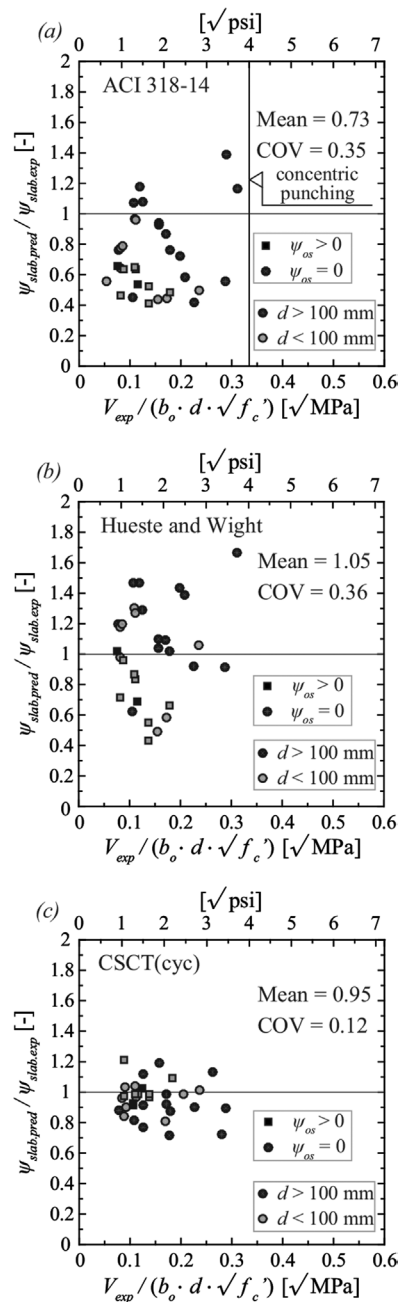 (a)
[√psi]
0 1 2 3 4 5 6 7
ACI 318-14
Mean = 0.73
COV = 0.35
concentric
punching
ψos > 0
ψos = 0
d > 100 mm
d < 100 mm
ψslab.pred / ψslab.exp [-]
2
1.8
1.6
1.4
1.2
1
0.8
0.6
0.4
0.2
0
0 0.1 0.2 0.3 0.4 0.5 0.6
Vexp / (bo · d · √fc’) [√MPa]
(b)
[√psi]
0 1 2 3 4 5 6 7
Hueste and Wight
Mean = 1.05
COV = 0.36
ψos > 0
ψos = 0
d > 100 mm
d < 100 mm
ψslab.pred / ψslab.exp [-]
2
1.8
1.6
1.4
1.2
1
0.8
0.6
0.4
0.2
0
0 0.1 0.2 0.3 0.4 0.5 0.6
Vexp / (bo · d · √fc’) [√MPa]
(c)
[√psi]
0 1 2 3 4 5 6 7
CSCT(cyc)
Mean = 0.95
COV = 0.12
ψos > 0
ψos = 0
d > 100 mm
d < 100 mm
ψslab.pred / ψslab.exp [-]
2
1.8
1.6
1.4
1.2
1
0.8
0.6
0.4
0.2
0
0 0.1 0.2 0.3 0.4 0.5 0.6
Vexp / (bo · d · √fc’) [√MPa]